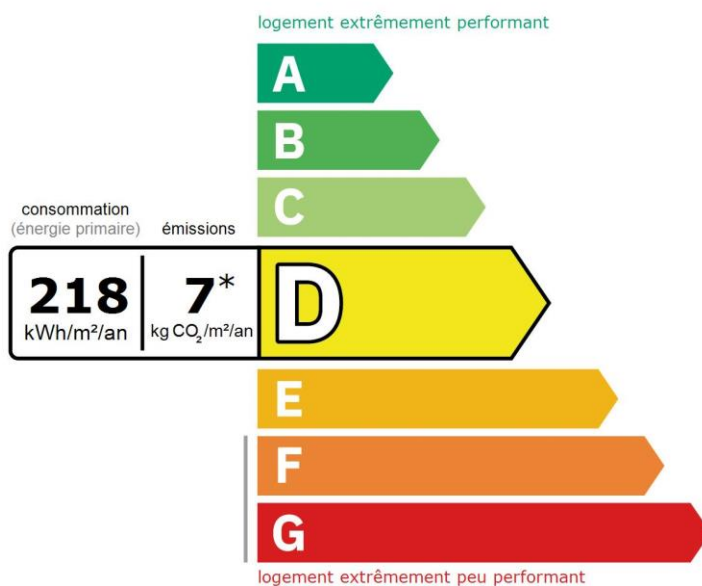 logement extrêmement performant
A
B
C
consommation
(énergie primaire)
émissions
218
kWh/m²/an
7*
kg CO₂/m²/an
D
E
F
G
logement extrêmement peu performant